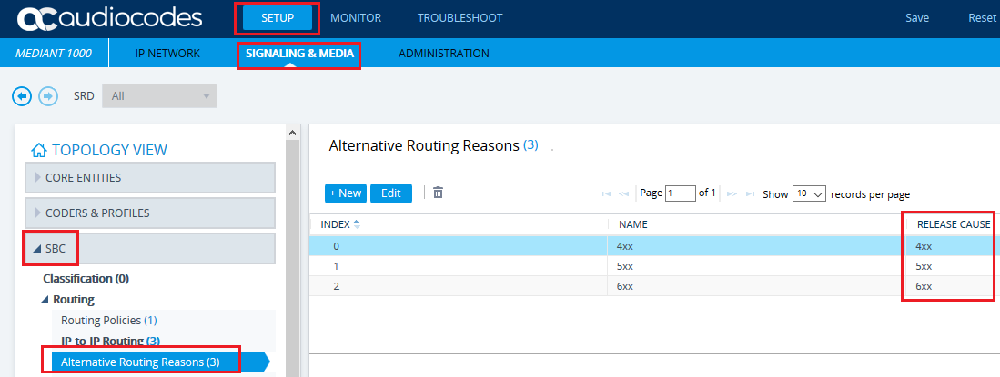 audiocodes SETUP MONITOR TROUBLESHOOT Save Reset
MEDIANT 1000 IP NETWORK SIGNALING & MEDIA ADMINISTRATION
SRD All
TOPOLOGY VIEW
CORE ENTITIES
CODERS & PROFILES
SBC
Classification (0)
Routing
Routing Policies (1)
IP-to-IP Routing (3)
Alternative Routing Reasons (3)
Alternative Routing Reasons (3) .
+ New Edit Page 1 of 1 Show 10 records per page
INDEX NAME RELEASE CAUSE
0 4xx 4xx
1 5xx 5xx
2 6xx 6xx